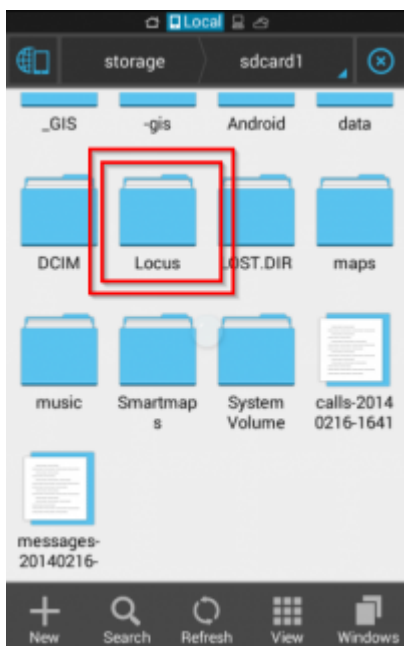 Local
storage sdcard1
_GIS -gis Android data
DCIM Locus LOST.DIR maps
music Smartmap System calls-2014
s Volume 0216-1641
messages-
20140216-
New Search Refresh View Windows